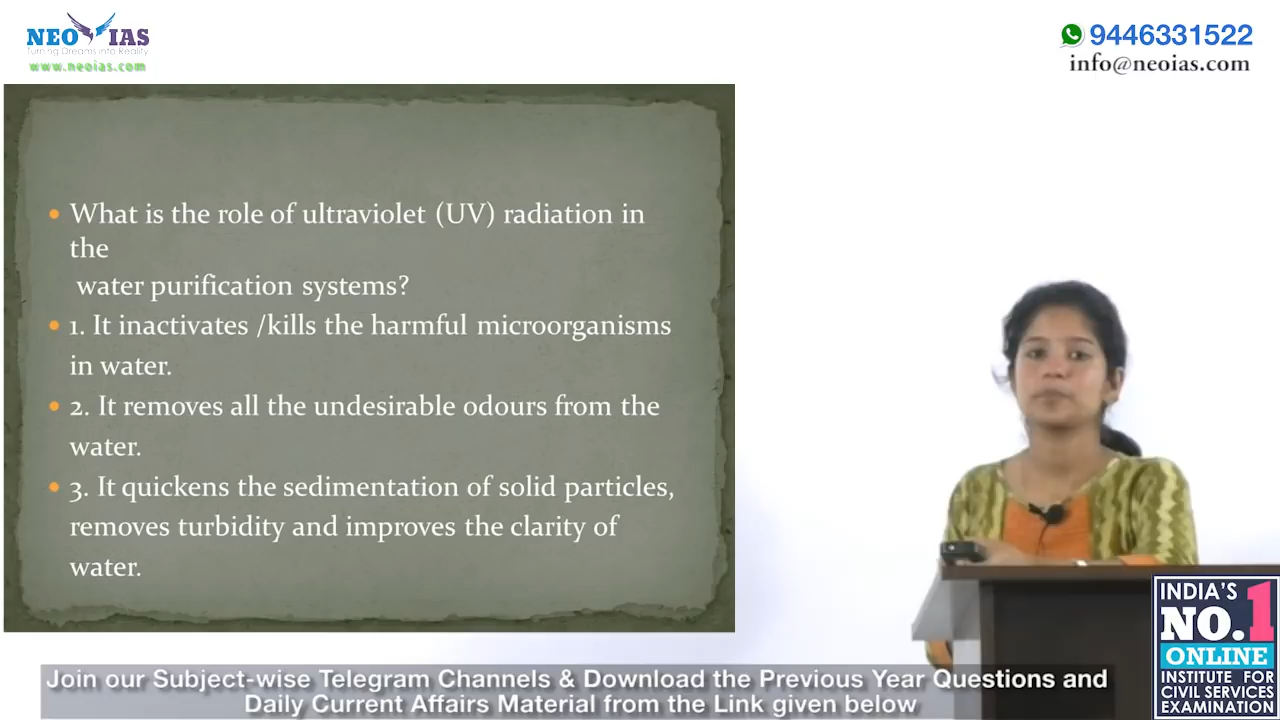 NEO IAS
Turning Dreams into Reality
www.neoias.com
9446331522
info@neoias.com
• What is the role of ultraviolet (UV) radiation in
the
water purification systems?
• 1. It inactivates /kills the harmful microorganisms
in water.
• 2. It removes all the undesirable odours from the
water.
• 3. It quickens the sedimentation of solid particles,
removes turbidity and improves the clarity of
water.
INDIA'S
NO.1
ONLINE
INSTITUTE FOR
CIVIL SERVICES
EXAMINATION
Join our Subject-wise Telegram Channels & Download the Previous Year Questions and
Daily Current Affairs Material from the Link given below